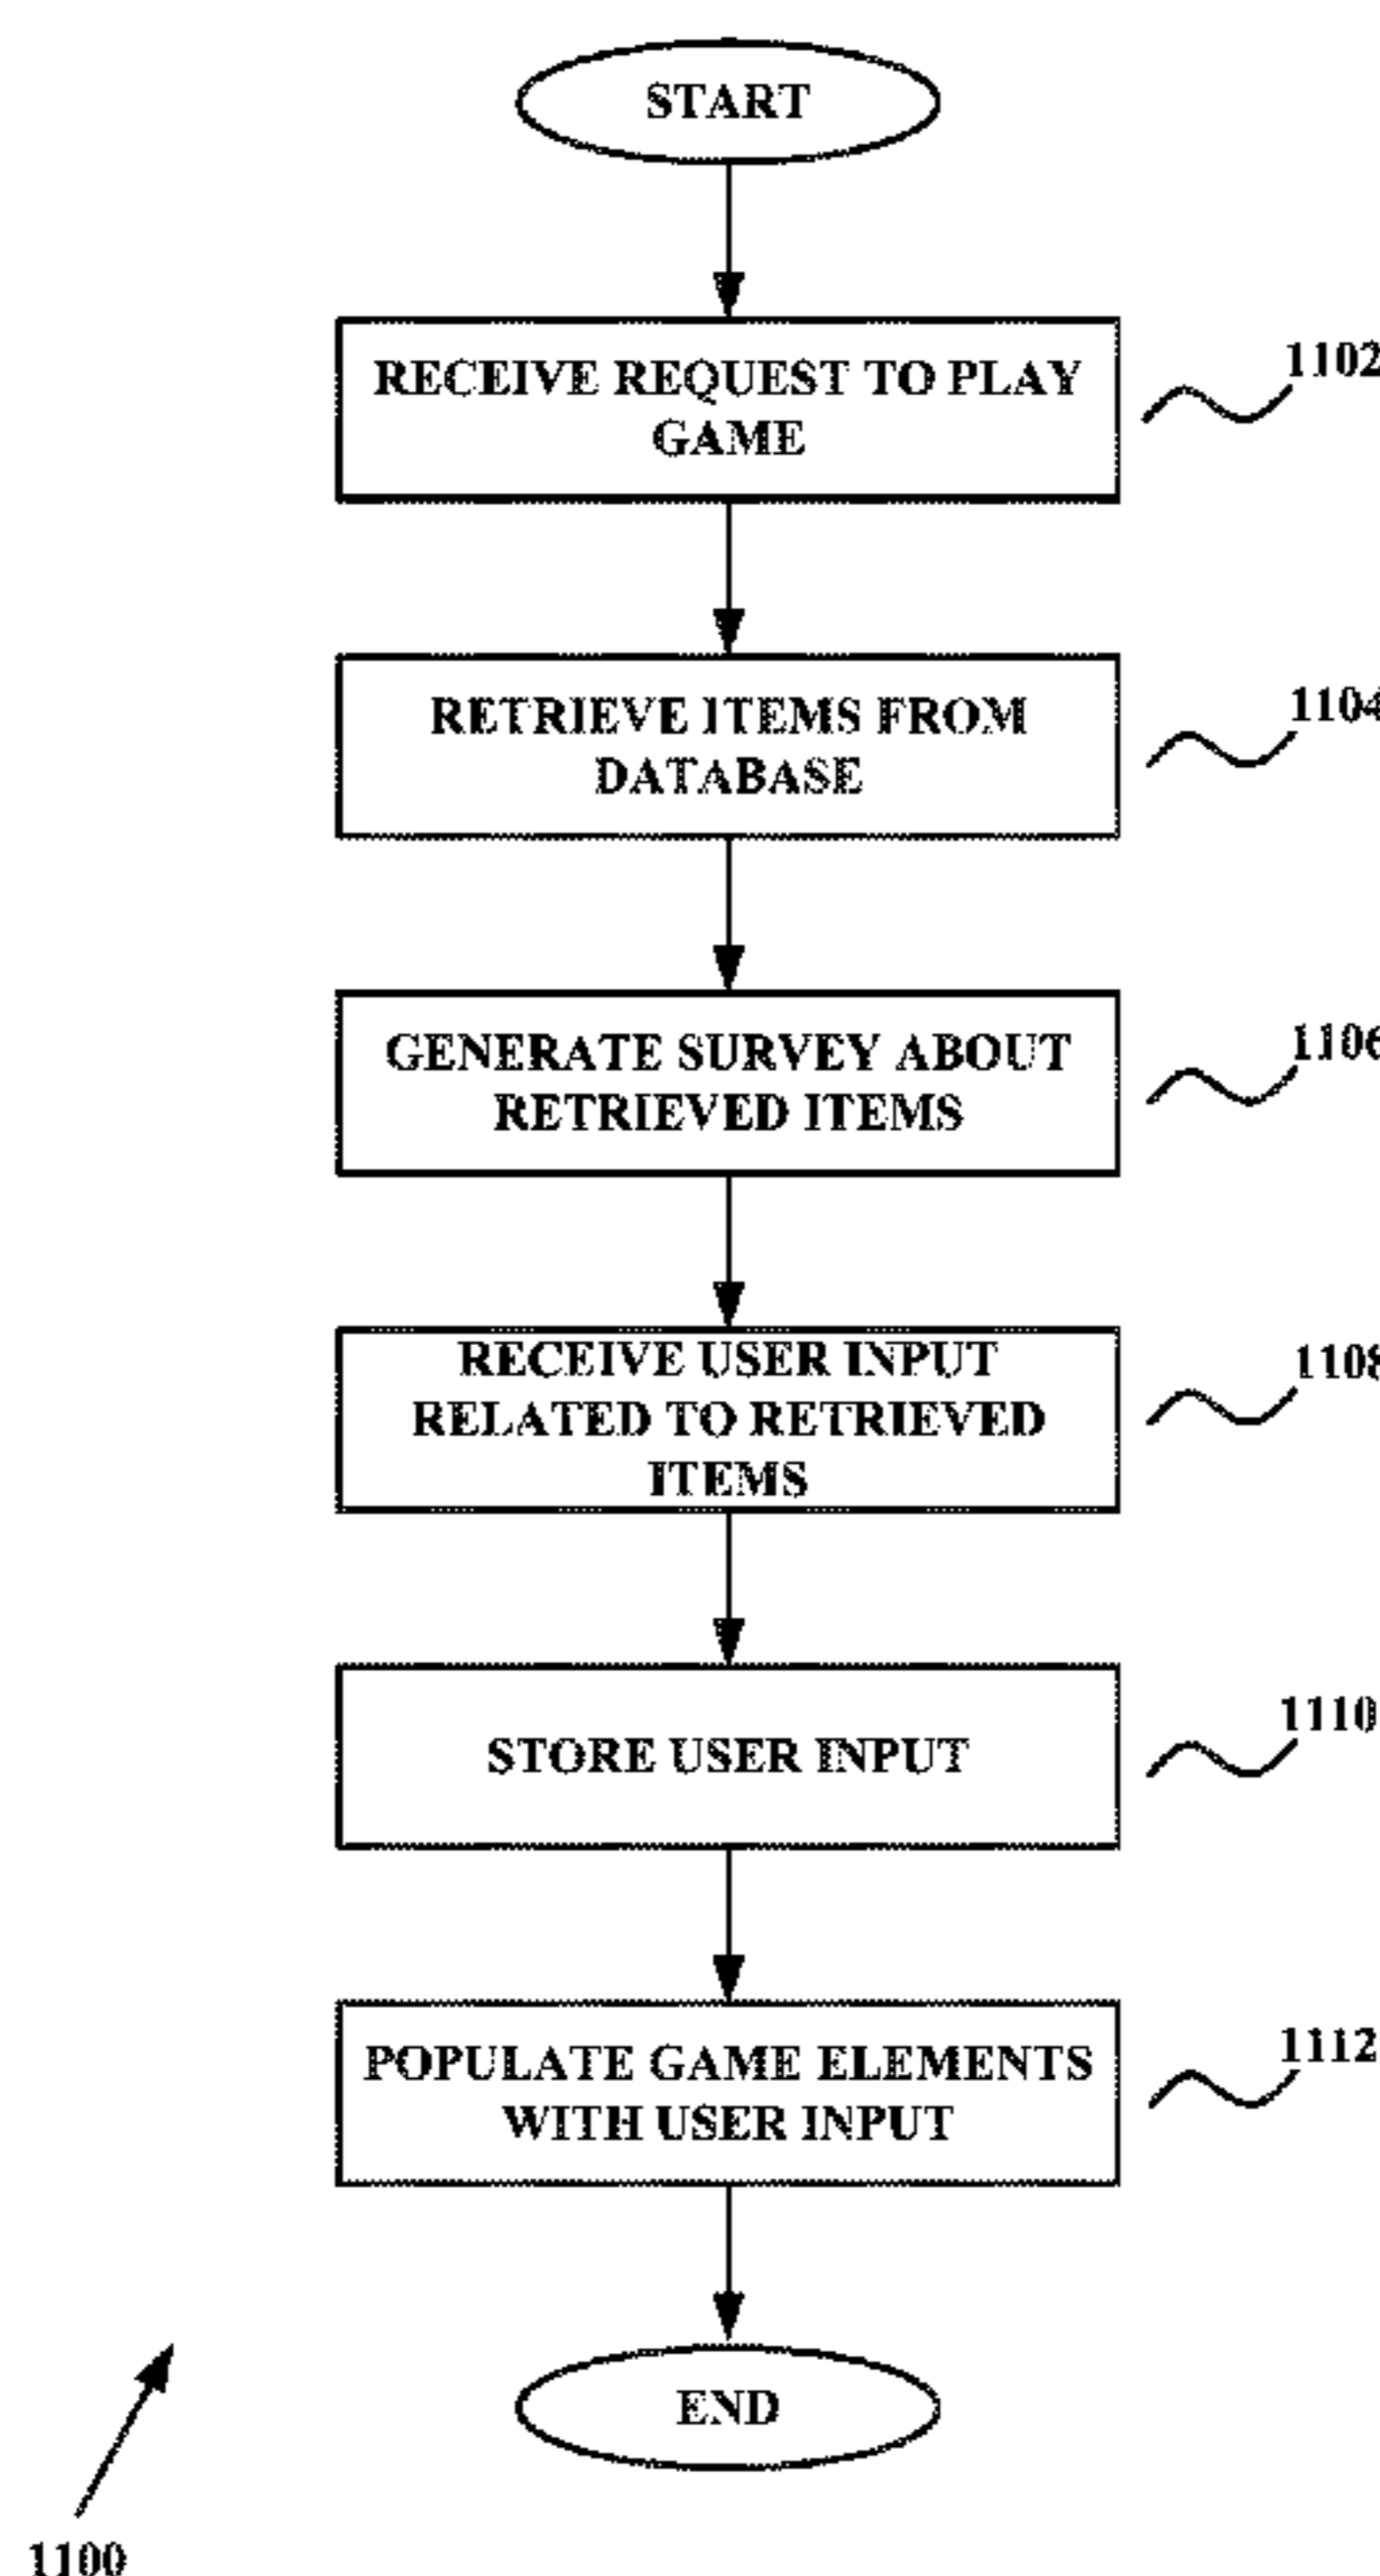 START
RECEIVE REQUEST TO PLAY
GAME
1102
RETRIEVE ITEMS FROM
DATABASE
1104
GENERATE SURVEY ABOUT
RETRIEVED ITEMS
1106
RECEIVE USER INPUT
RELATED TO RETRIEVED
ITEMS
1108
STORE USER INPUT
1110
POPULATE GAME ELEMENTS
WITH USER INPUT
1112
END
1100